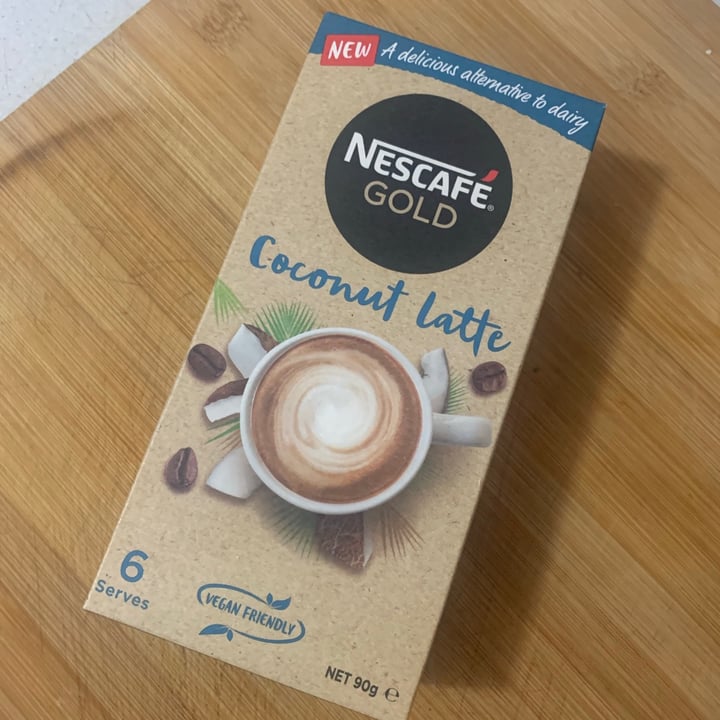 NEW A delicious alternative to dairy
NESCAFÉ®
GOLD
Coconut latte
6
Serves
VEGAN FRIENDLY
NET 90g ℮